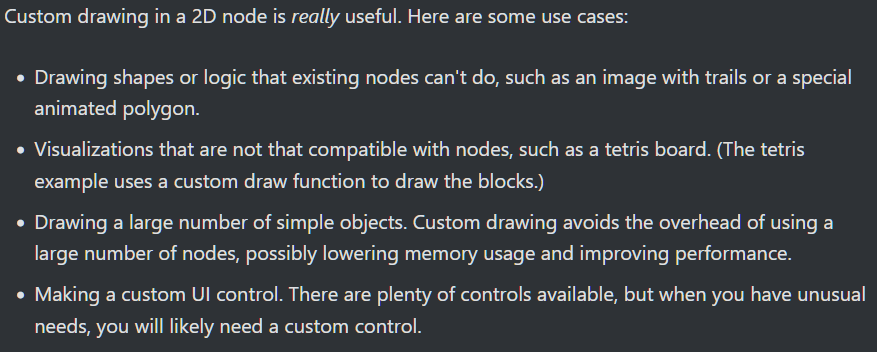 Custom drawing in a 2D node is really useful. Here are some use cases:
• Drawing shapes or logic that existing nodes can't do, such as an image with trails or a special
animated polygon.
• Visualizations that are not that compatible with nodes, such as a tetris board. (The tetris
example uses a custom draw function to draw the blocks.)
• Drawing a large number of simple objects. Custom drawing avoids the overhead of using a
large number of nodes, possibly lowering memory usage and improving performance.
• Making a custom UI control. There are plenty of controls available, but when you have unusual
needs, you will likely need a custom control.